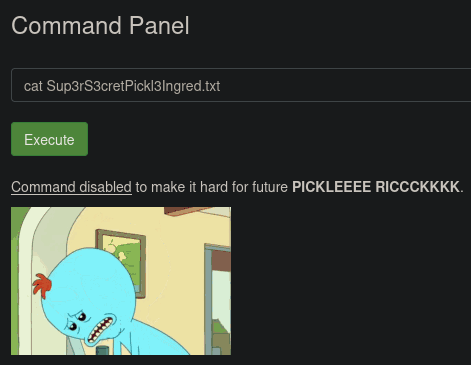 Command Panel
cat Sup3rS3cretPickl3Ingred.txt
Execute
Command disabled to make it hard for future PICKLEEEE RICCCKKKK.